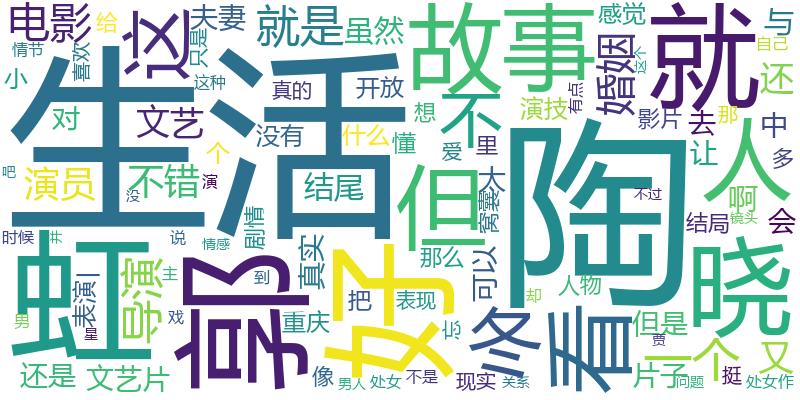 电影
给
夫妻
就是
虽然
故事
感觉
与
情节
喜欢
这
只是
就
自己
小
生活
这种
真的
开放
想
不
演技
有点
婚姻
这个
还
对
文艺
没有
什么
懂
影片
去
那
中
吧
演员
不错
个
演
没
结尾
爱
里
让
人
多
但
大
窝囊
陶
不过
啊
时候
井
说
情感
剧情
真实
那么
可以
结局
镜头
会
虹
表演
导演
主
郭
到
好
把
表现
人物
却
晓
男
星
戏
重庆
总
冬
看
但是
贾
一个
又
还是
文艺片
像
男人
处女
不是
现实
关系
片子
问题
挺
处女作